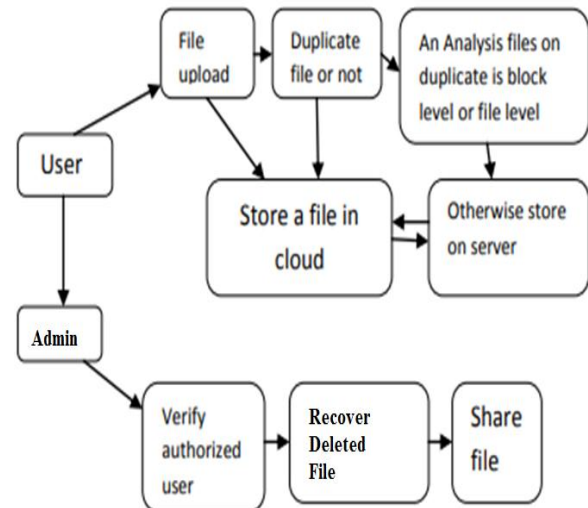 File
upload
Duplicate
file or not
An Analysis files on
duplicate is block
level or file level
User
Store a file in
cloud
Otherwise store
on server
Admin
Verify
authorized
user
Recover
Deleted
File
Share
file